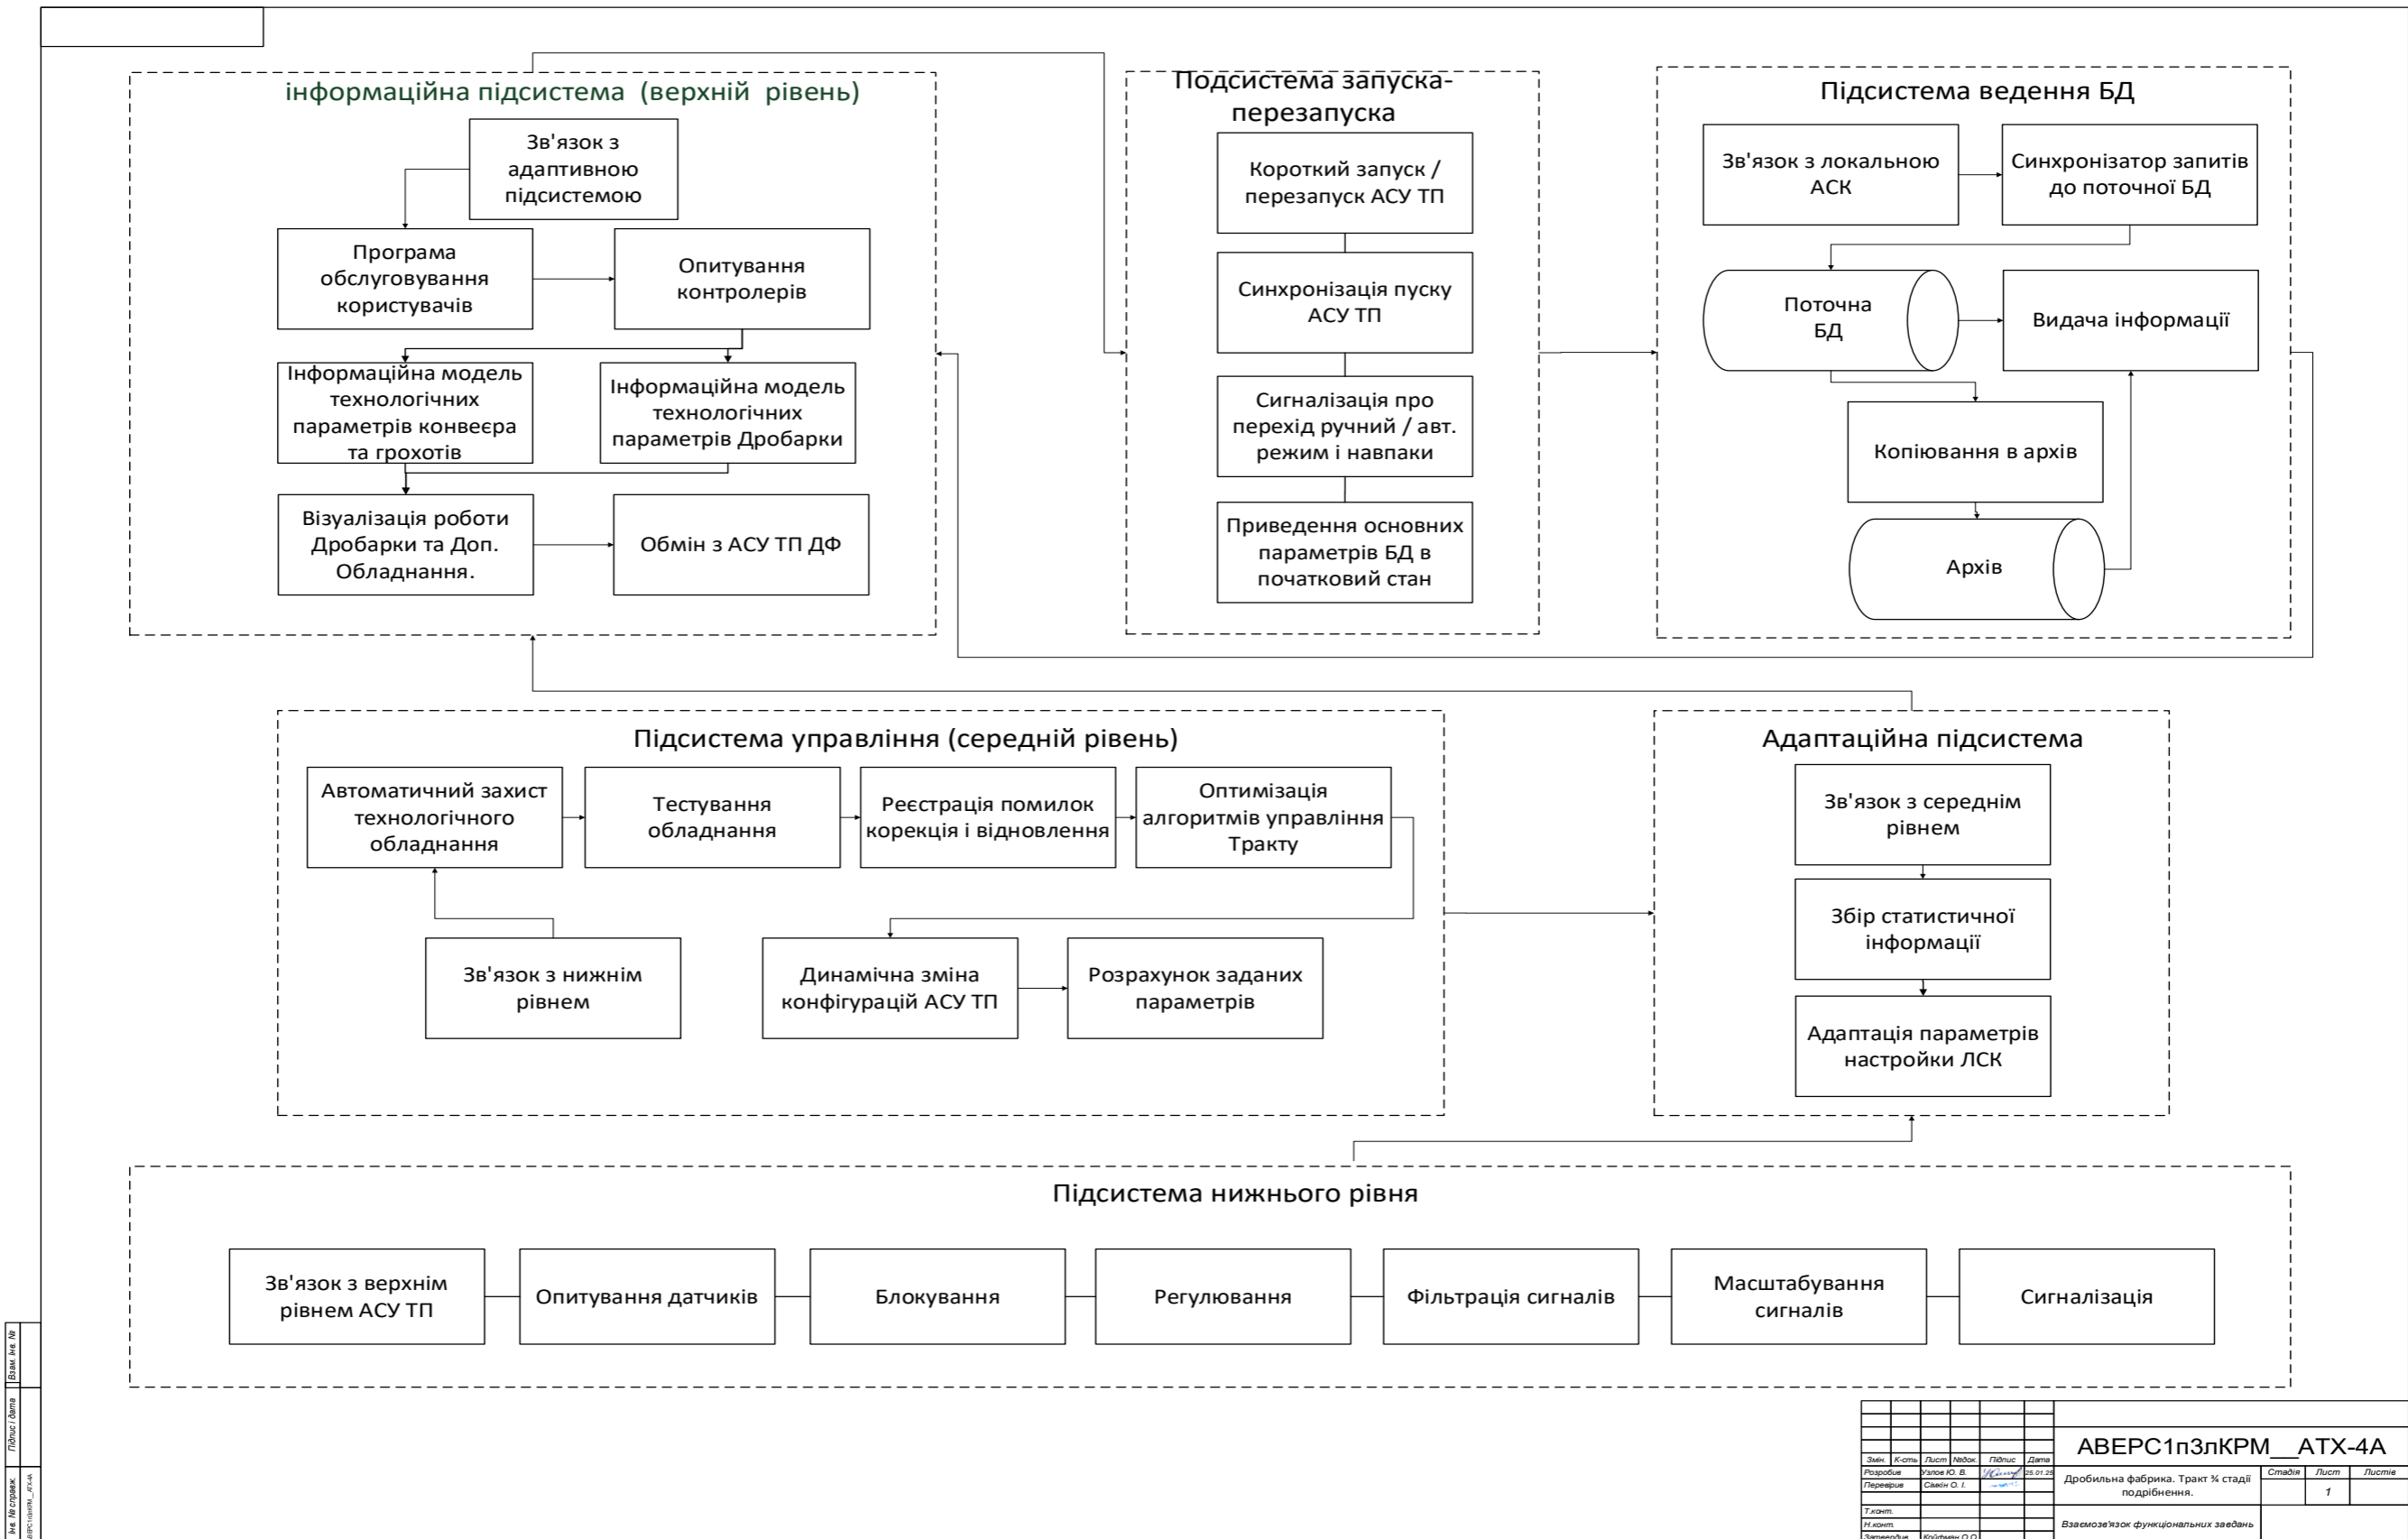 інформаційна підсистема (верхній рівень)
Зв'язок з
адаптивною
підсистемою
Програма
обслуговування
користувачів
Опитування
контролерів
Інформаційна модель
технологічних
параметрів конвеєра
та грохотів
Інформаційна модель
технологічних
параметрів Дробарки
Візуалізація роботи
Дробарки та Доп.
Обладнання.
Обмін з АСУ ТП ДФ
Подсистема запуска-
перезапуска
Короткий запуск /
перезапуск АСУ ТП
Синхронізація пуску
АСУ ТП
Сигналізація про
перехід ручний / авт.
режим і навпаки
Приведення основних
параметрів БД в
початковий стан
Підсистема ведення БД
Зв'язок з локальною
АСК
Синхронізатор запитів
до поточної БД
Поточна
БД
Видача інформації
Копіювання в архів
Архів
Підсистема управління (середній рівень)
Автоматичний захист
технологічного
обладнання
Тестування
обладнання
Реєстрація помилок
корекція і відновлення
Оптимізація
алгоритмів управління
Тракту
Зв'язок з нижнім
рівнем
Динамічна зміна
конфігурацій АСУ ТП
Розрахунок заданих
параметрів
Адаптаційна підсистема
Зв'язок з середнім
рівнем
Збір статистичної
інформації
Адаптація параметрів
настройки ЛСК
Підсистема нижнього рівня
Зв'язок з верхнім
рівнем АСУ ТП
Опитування датчиків
Блокування
Регулювання
Фільтрація сигналів
Масштабування
сигналів
Сигналізація
Взам. Інв. №
Підпис і дата
Інв. № справж.
АВЕРС1п3лКРМ__АТХ-4А
АВЕРС1п3лКРМ__АТХ-4А
Змін. К-сть Лист №док. Підпис Дата
Розробив Узлов Ю. В. 25.01.25
Перевірив Сімкін О. І.
Т.конт.
Н.конт.
Затвердив Койфман О.О.
Дробильна фабрика. Тракт ¾ стадії
подрібнення.
Стадія Лист Листів
1
Взаємозв'язок функціональних завдань